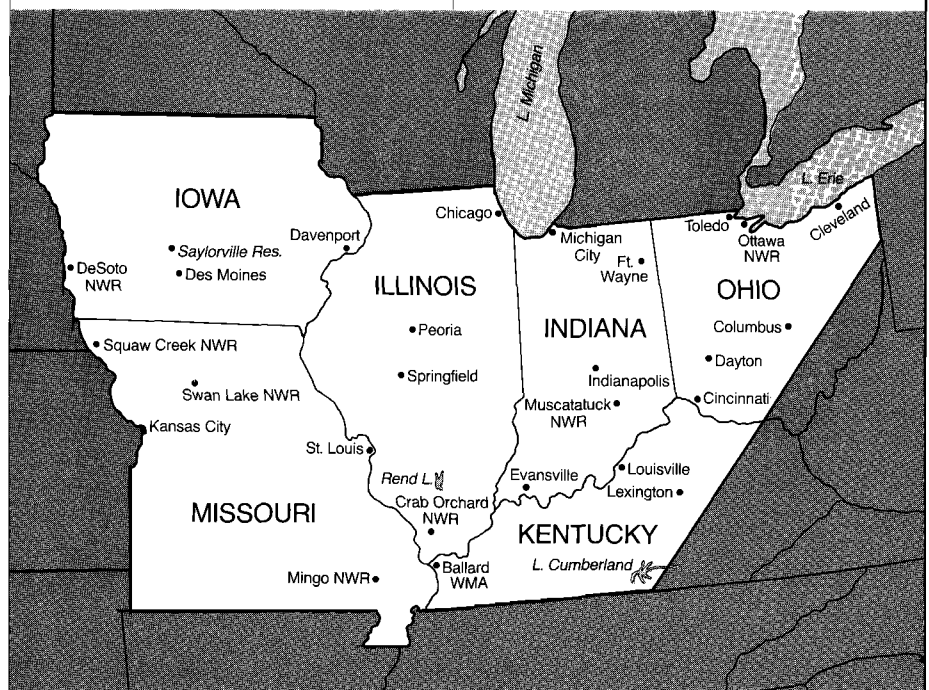 L. Michigan
L. Erie
IOWA
Chicago
Toledo
Cleveland
Davenport
Saylorville Res.
Des Moines
DeSoto
NWR
Michigan
City
Ottawa
NWR
Ft.
Wayne
ILLINOIS
OHIO
INDIANA
Peoria
Columbus
Squaw Creek NWR
Dayton
Springfield
Indianapolis
Swan Lake NWR
Muscatatuck
NWR
Cincinnati
Kansas City
St. Louis
Rend L.
Evansville
Louisville
Lexington
Crab Orchard
NWR
MISSOURI
KENTUCKY
L. Cumberland
Ballard
WMA
Mingo NWR